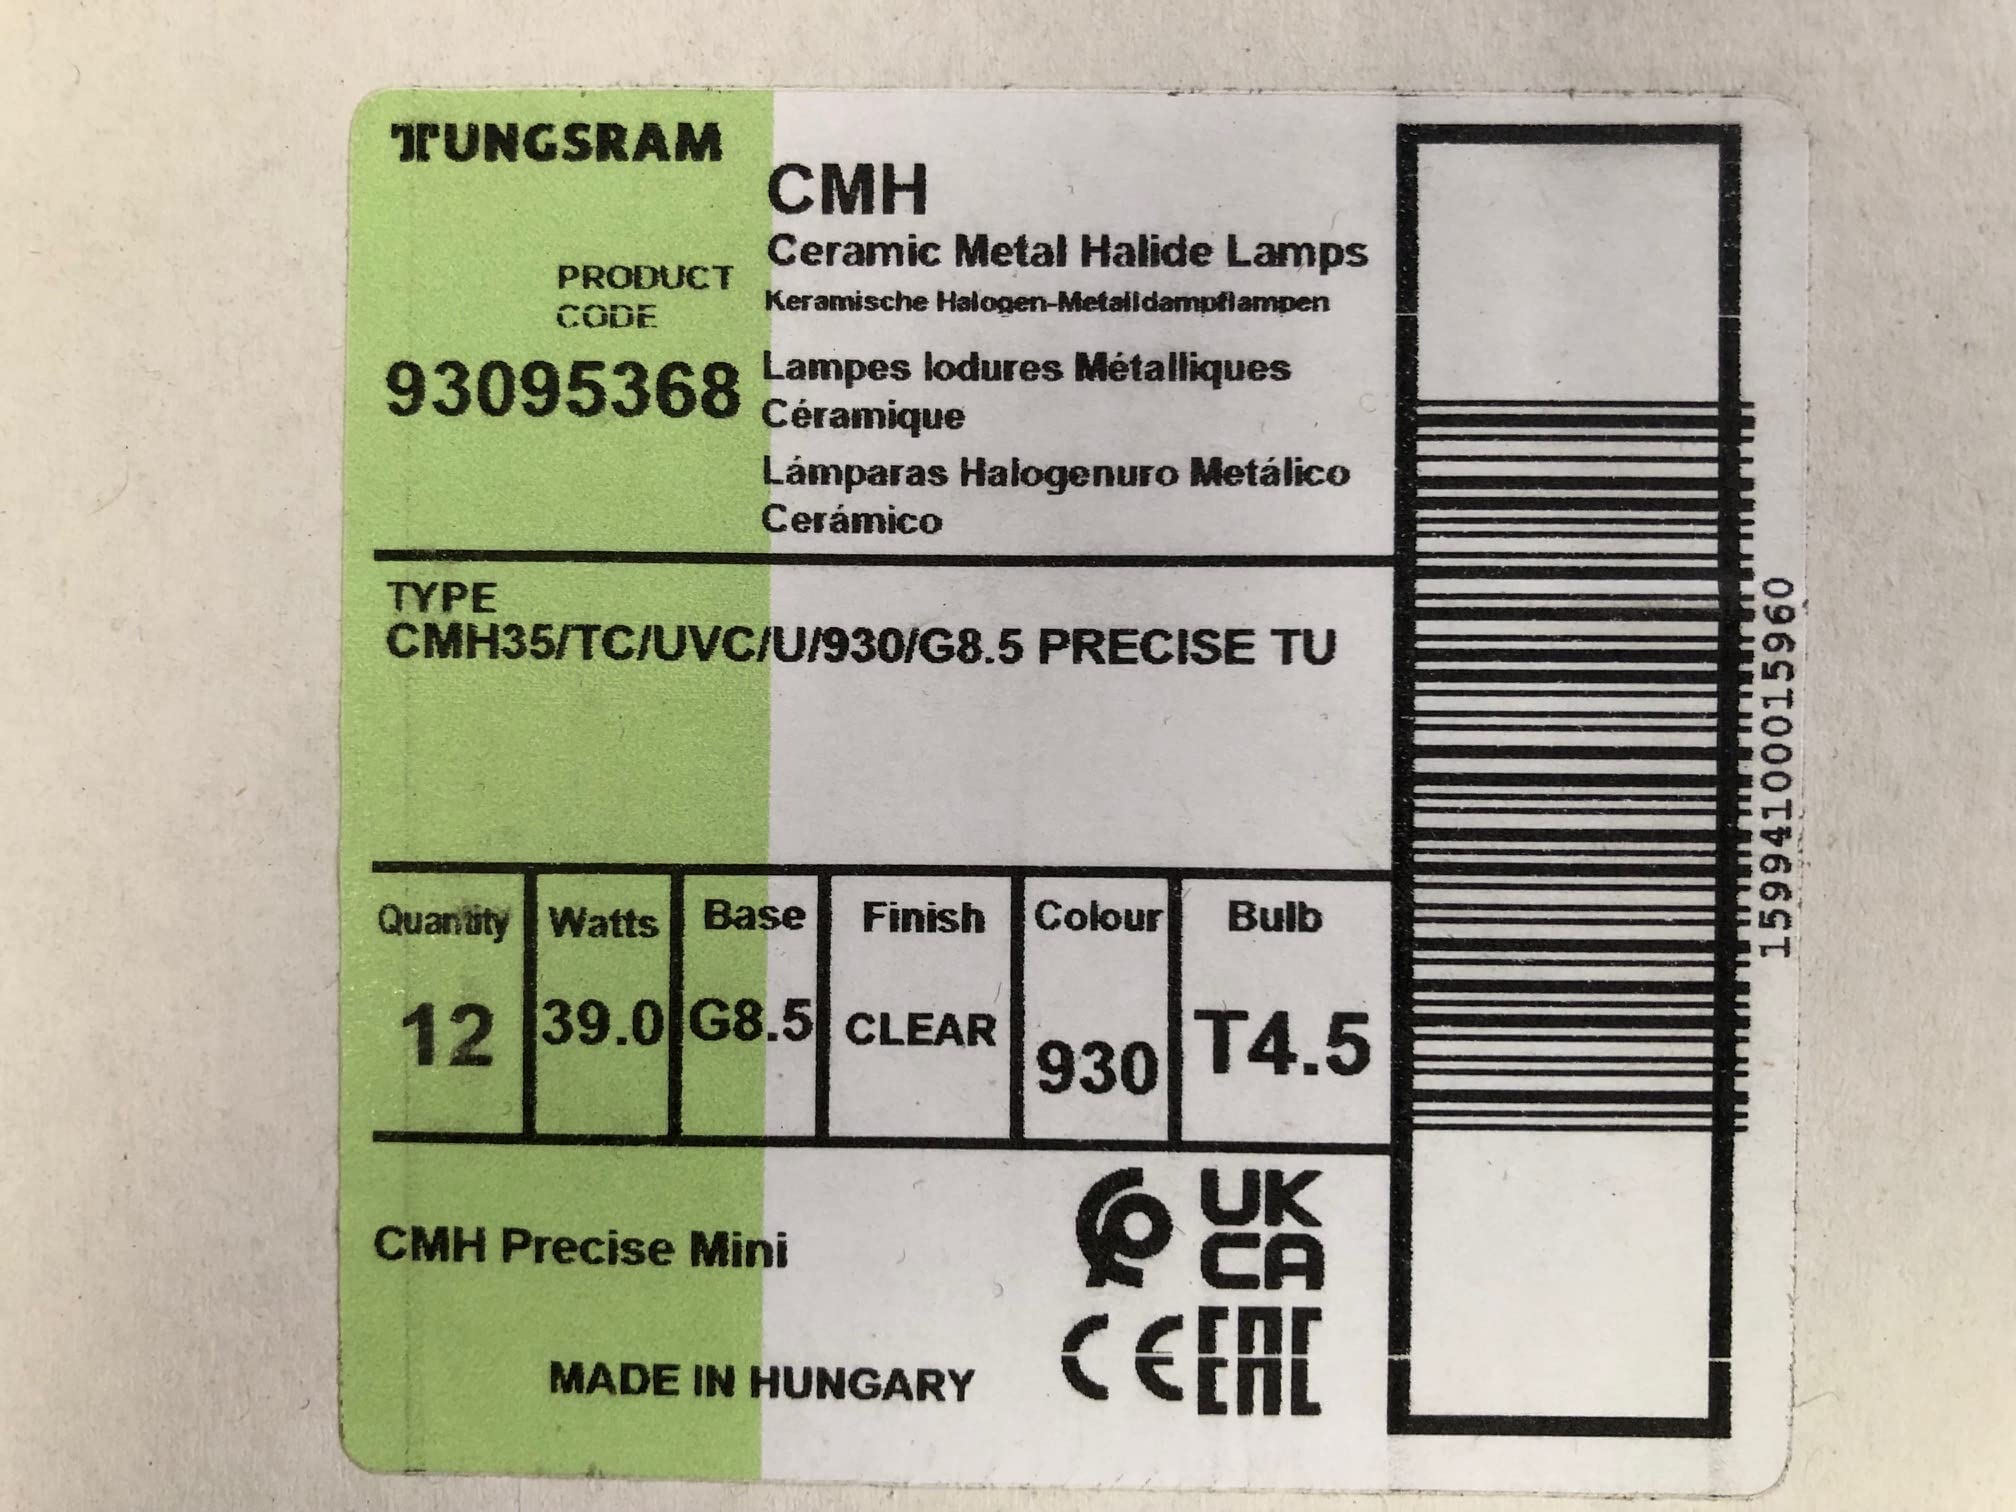 TUNGSRAM
PRODUCT
CODE
93095368
CMH
Ceramic Metal Halide Lamps
Keramische Halogen-Metalldampflampen
Lampes Iodures Métalliques
Céramique
Lámparas Halogenuro Metálico
Cerámico
TYPE
CMH35/TC/UVC/U/930/G8.5 PRECISE TU
Quantity Watts Base Finish Colour Bulb
12 39.0 G8.5 CLEAR 930 T4.5
CMH Precise Mini
MADE IN HUNGARY
UK
CA
CE EAC
15994100015960